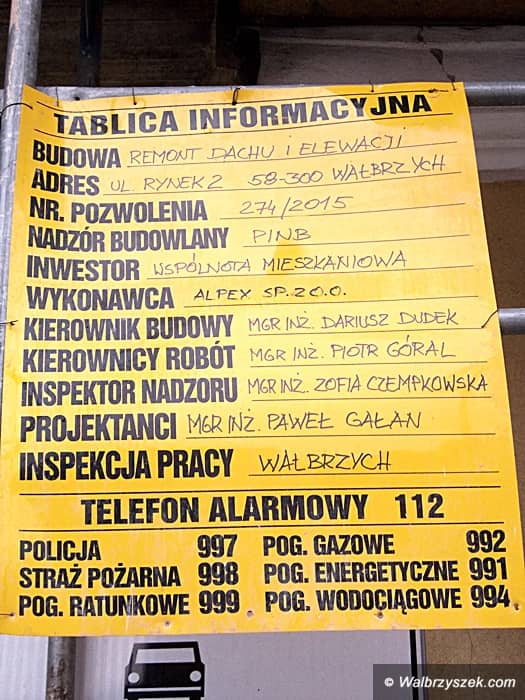 TABLICA INFORMACYJNA
BUDOWA REMONT DACHU I ELEWACJI
ADRES UL. RYNEK 2 58-300 WAŁBRZYCH
NR. POZWOLENIA 274/2015
NADZÓR BUDOWLANY PINB
INWESTOR WSPÓLNOTA MIESZKANIOWA
WYKONAWCA ALPEX SP. ZO.O.
KIEROWNIK BUDOWY MGR INŻ. DARIUSZ DUDEK
KIEROWNICY ROBÓT MGR INŻ. PIOTR GÓRAL
INSPEKTOR NADZORU MGR INŻ. ZOFIA CZEMPKOWSKA
PROJEKTANCI MGR INŻ. PAWEŁ GAŁAN
INSPEKCJA PRACY WAŁBRZYCH
TELEFON ALARMOWY 112
POLICJA 997 POG. GAZOWE 992
STRAŻ POŻARNA 998 POG. ENERGETYCZNE 991
POG. RATUNKOWE 999 POG. WODOCIĄGOWE 994
© Walbrzyszek.com